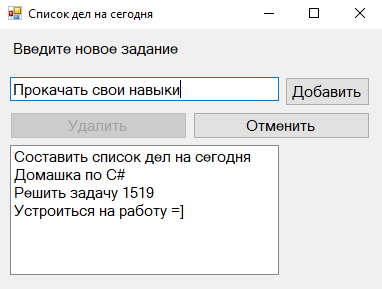 Список дел на сегодня
Введите новое задание
Прокачать свои навыки
Добавить
Удалить
Отменить
Составить список дел на сегодня
Домашка по C#
Решить задачу 1519
Устроиться на работу =]